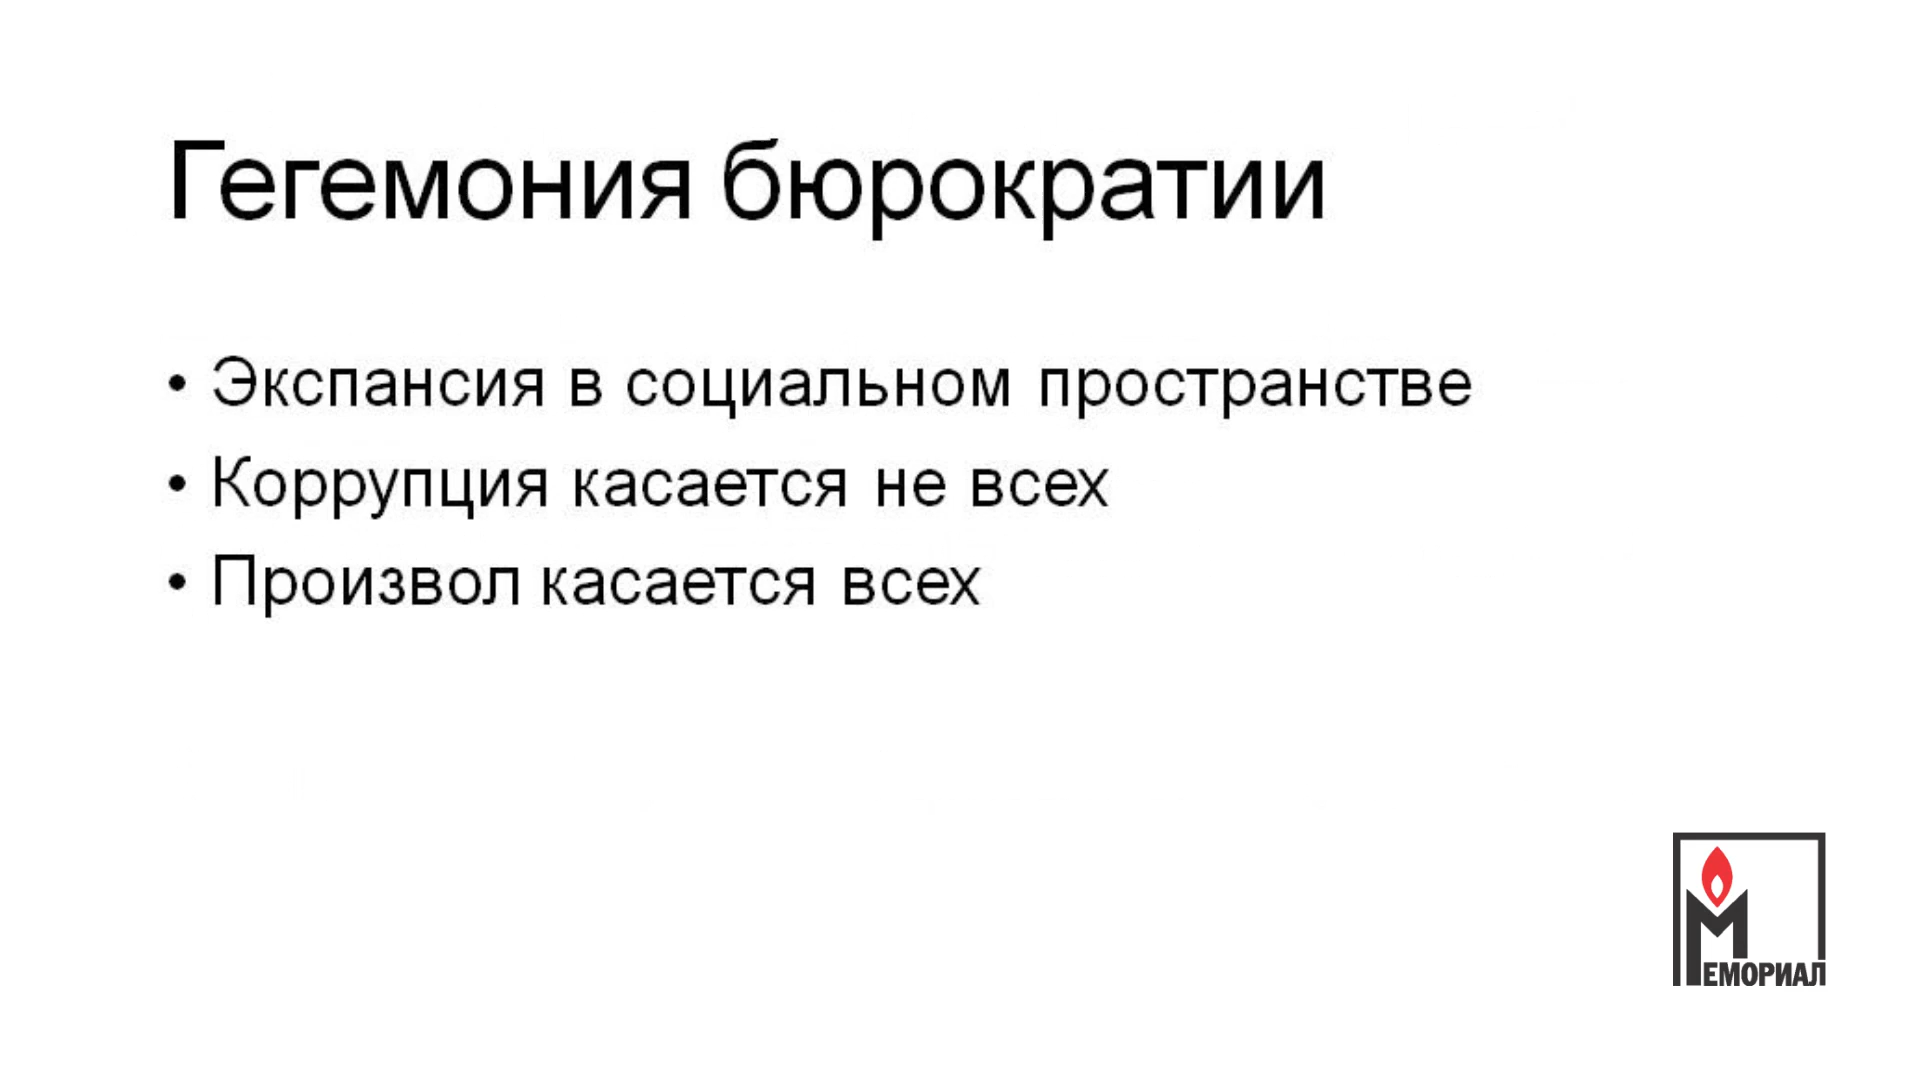 Гегемония бюрократии
• Экспансия в социальном пространстве
• Коррупция касается не всех
• Произвол касается всех
МЕМОРИАЛ